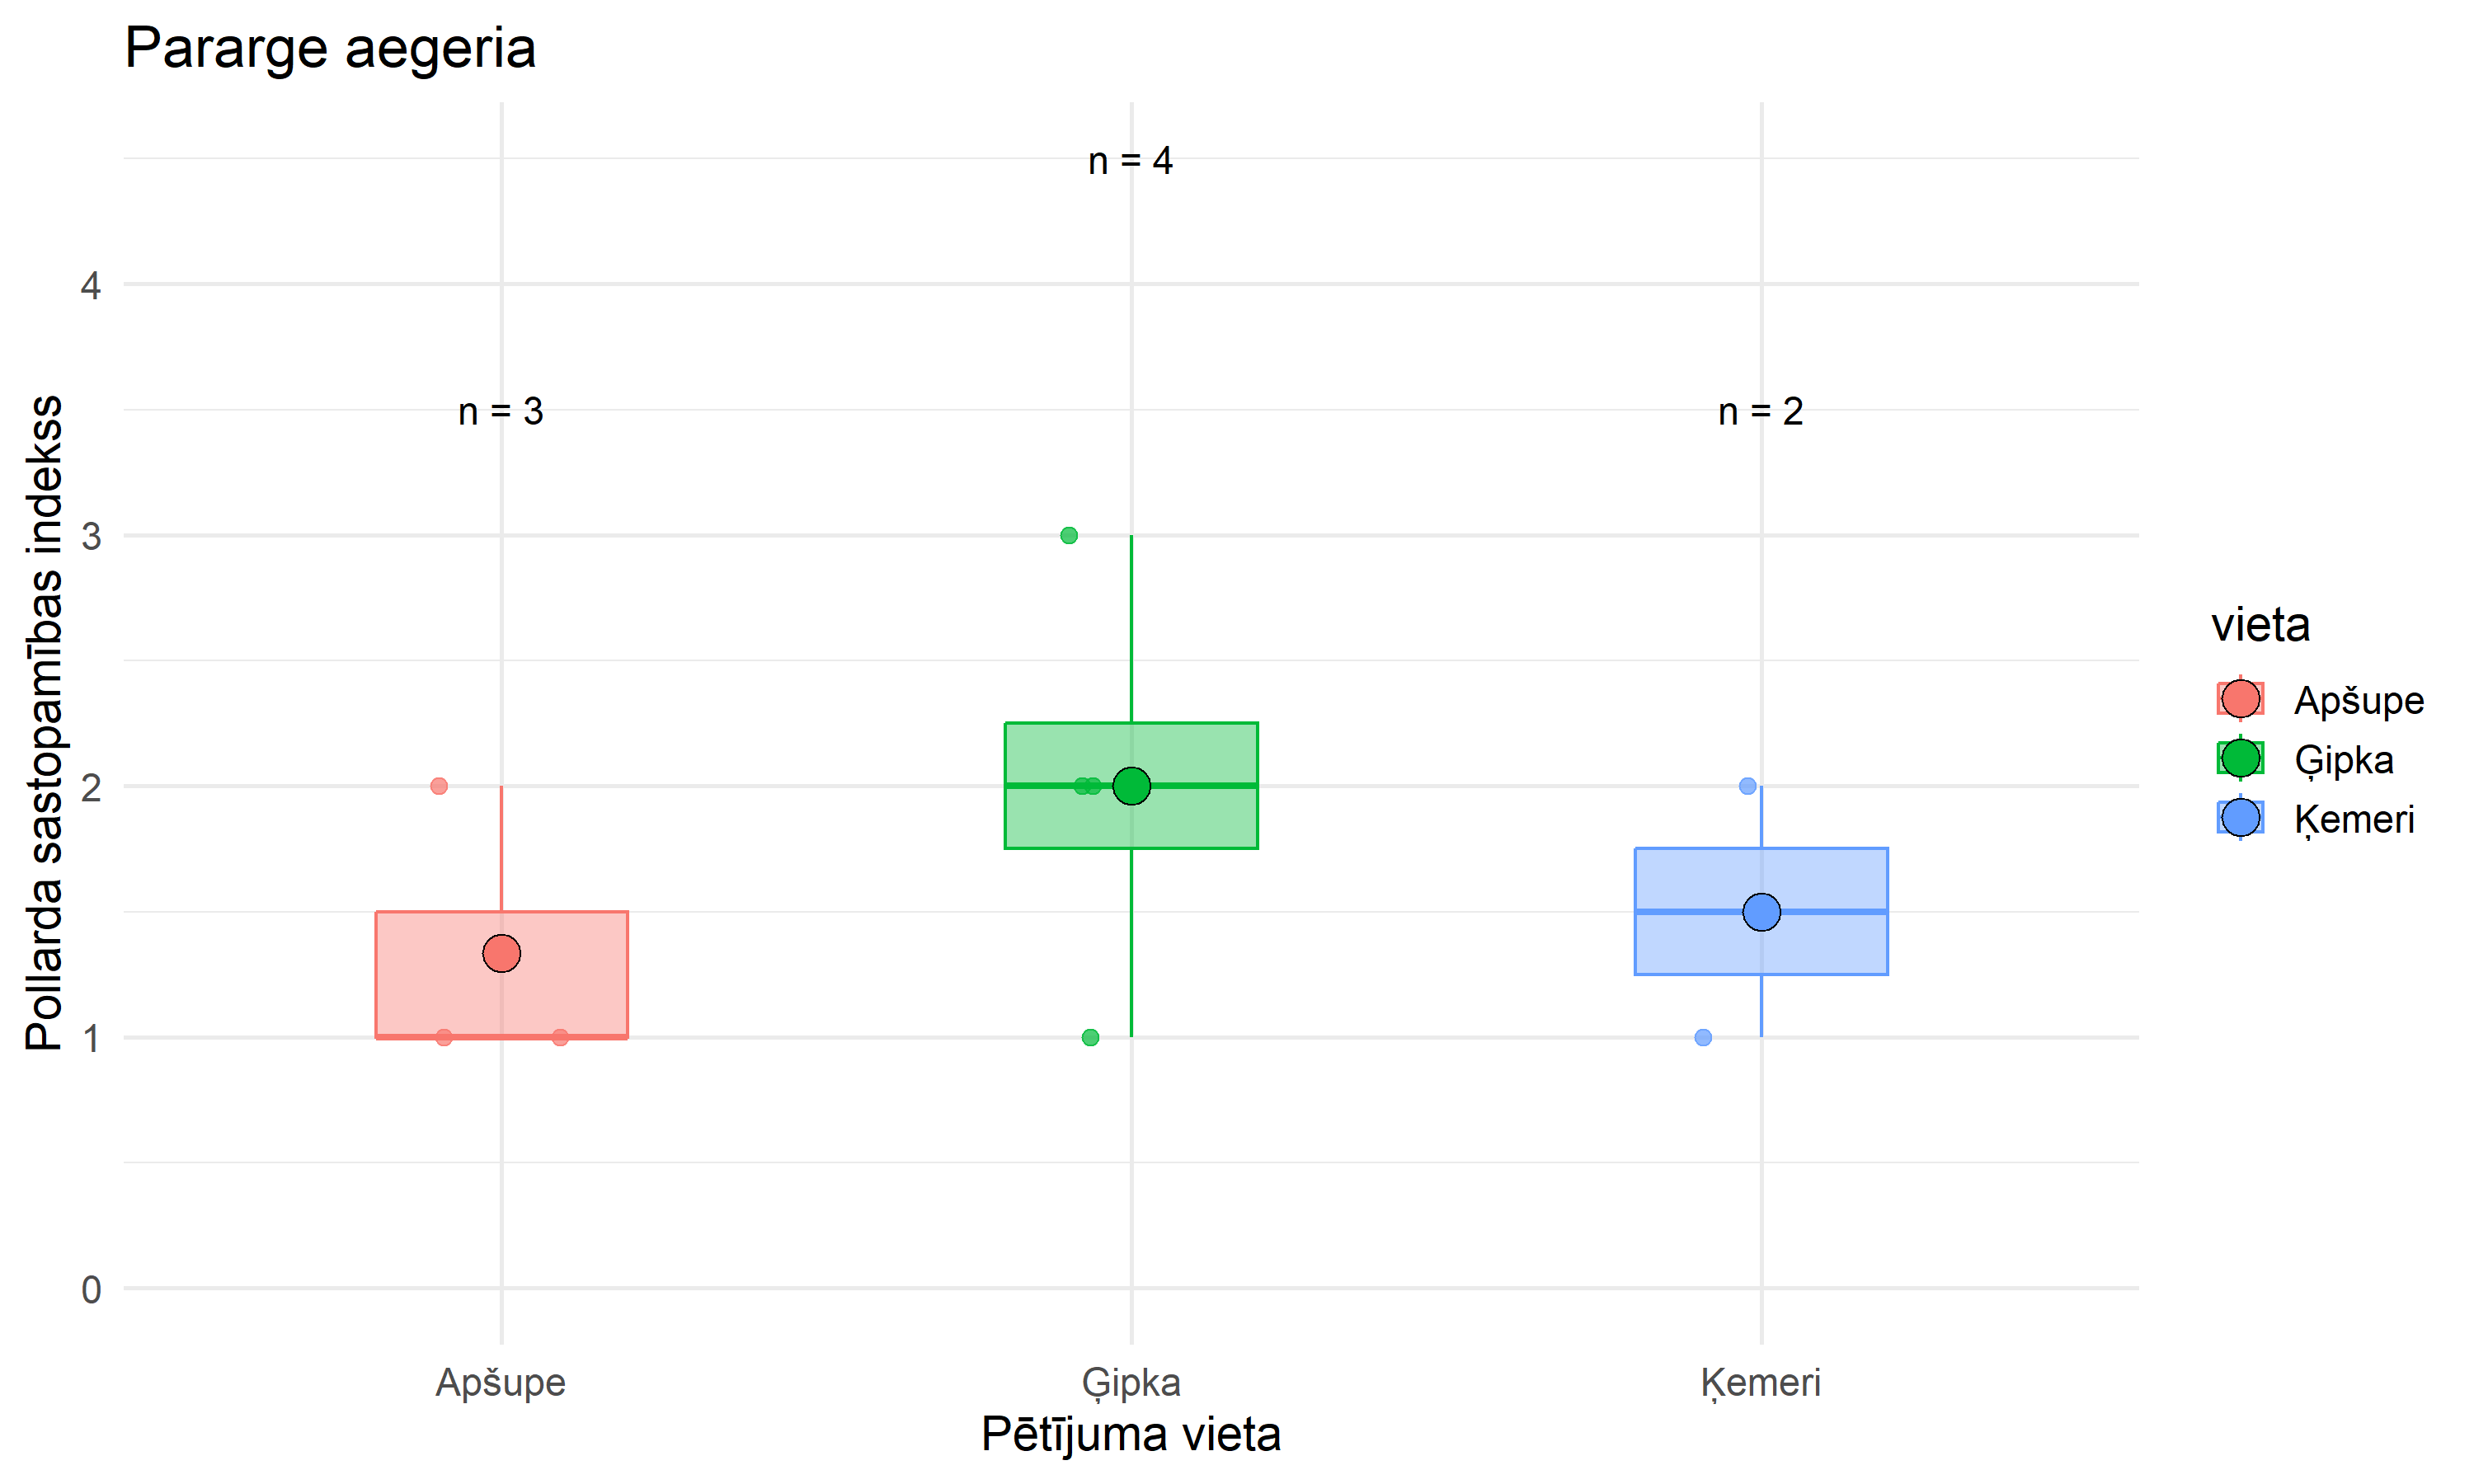 Pararge aegeria
n = 4
n = 3
n = 2
4
3
2
1
0
Pollarda sastopamības indekss
Apšupe
Ģipka
Ķemeri
Pētījuma vieta
vieta
Apšupe
Ģipka
Ķemeri